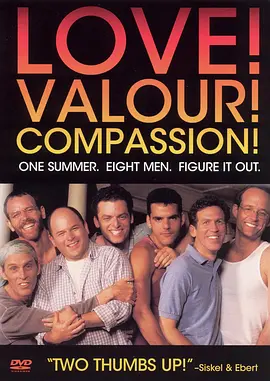 LOVE!
VALOUR!
COMPASSION!
ONE SUMMER. EIGHT MEN. FIGURE IT OUT.
DVD
VIDEO
"TWO THUMBS UP!" –Siskel & Ebert